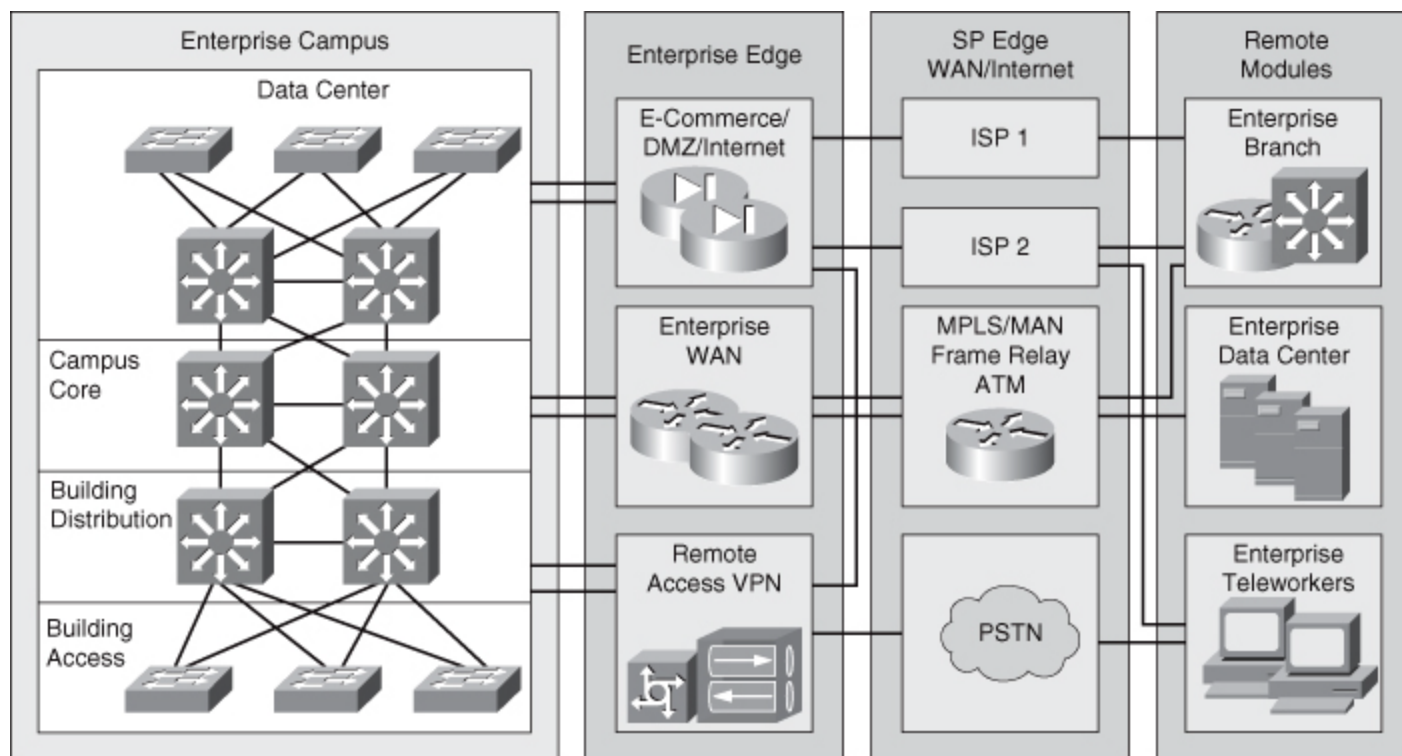 Enterprise Campus
Data Center
Campus
Core
Building
Distribution
Building
Access
Enterprise Edge
E-Commerce/
DMZ/Internet
Enterprise
WAN
Remote
Access VPN
SP Edge
WAN/Internet
ISP 1
ISP 2
MPLS/MAN
Frame Relay
ATM
PSTN
Remote
Modules
Enterprise
Branch
Enterprise
Data Center
Enterprise
Teleworkers